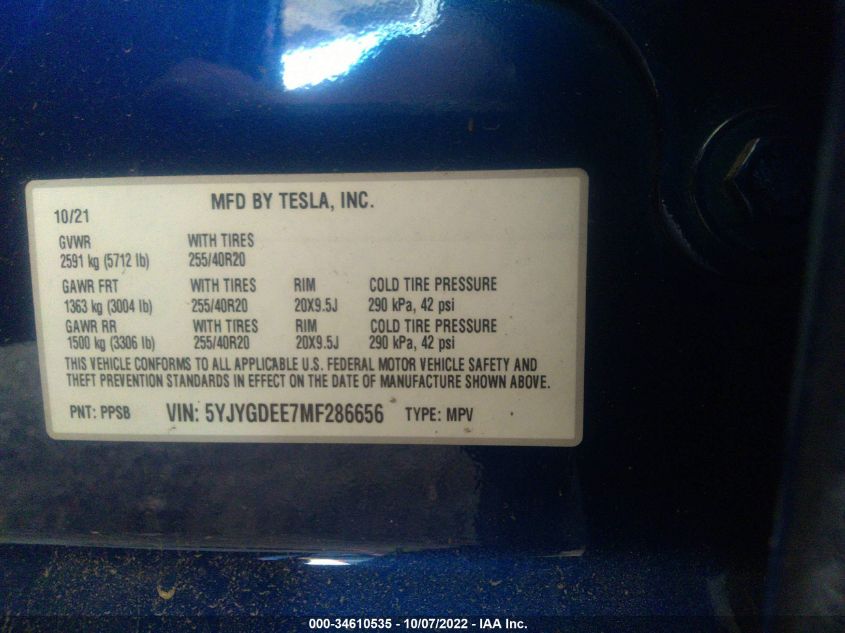 MFD BY TESLA, INC.
10/21
GVWR WITH TIRES
2591 kg (5712 lb) 255/40R20
GAWR FRT WITH TIRES RIM COLD TIRE PRESSURE
1363 kg (3004 lb) 255/40R20 20X9.5J 290 kPa, 42 psi
GAWR RR WITH TIRES RIM COLD TIRE PRESSURE
1500 kg (3306 lb) 255/40R20 20X9.5J 290 kPa, 42 psi
THIS VEHICLE CONFORMS TO ALL APPLICABLE U.S. FEDERAL MOTOR VEHICLE SAFETY AND
THEFT PREVENTION STANDARDS IN EFFECT ON THE DATE OF MANUFACTURE SHOWN ABOVE.
PNT: PPSB VIN: 5YJYGDEE7MF286656 TYPE: MPV
000-34610535 - 10/07/2022 - IAA Inc.